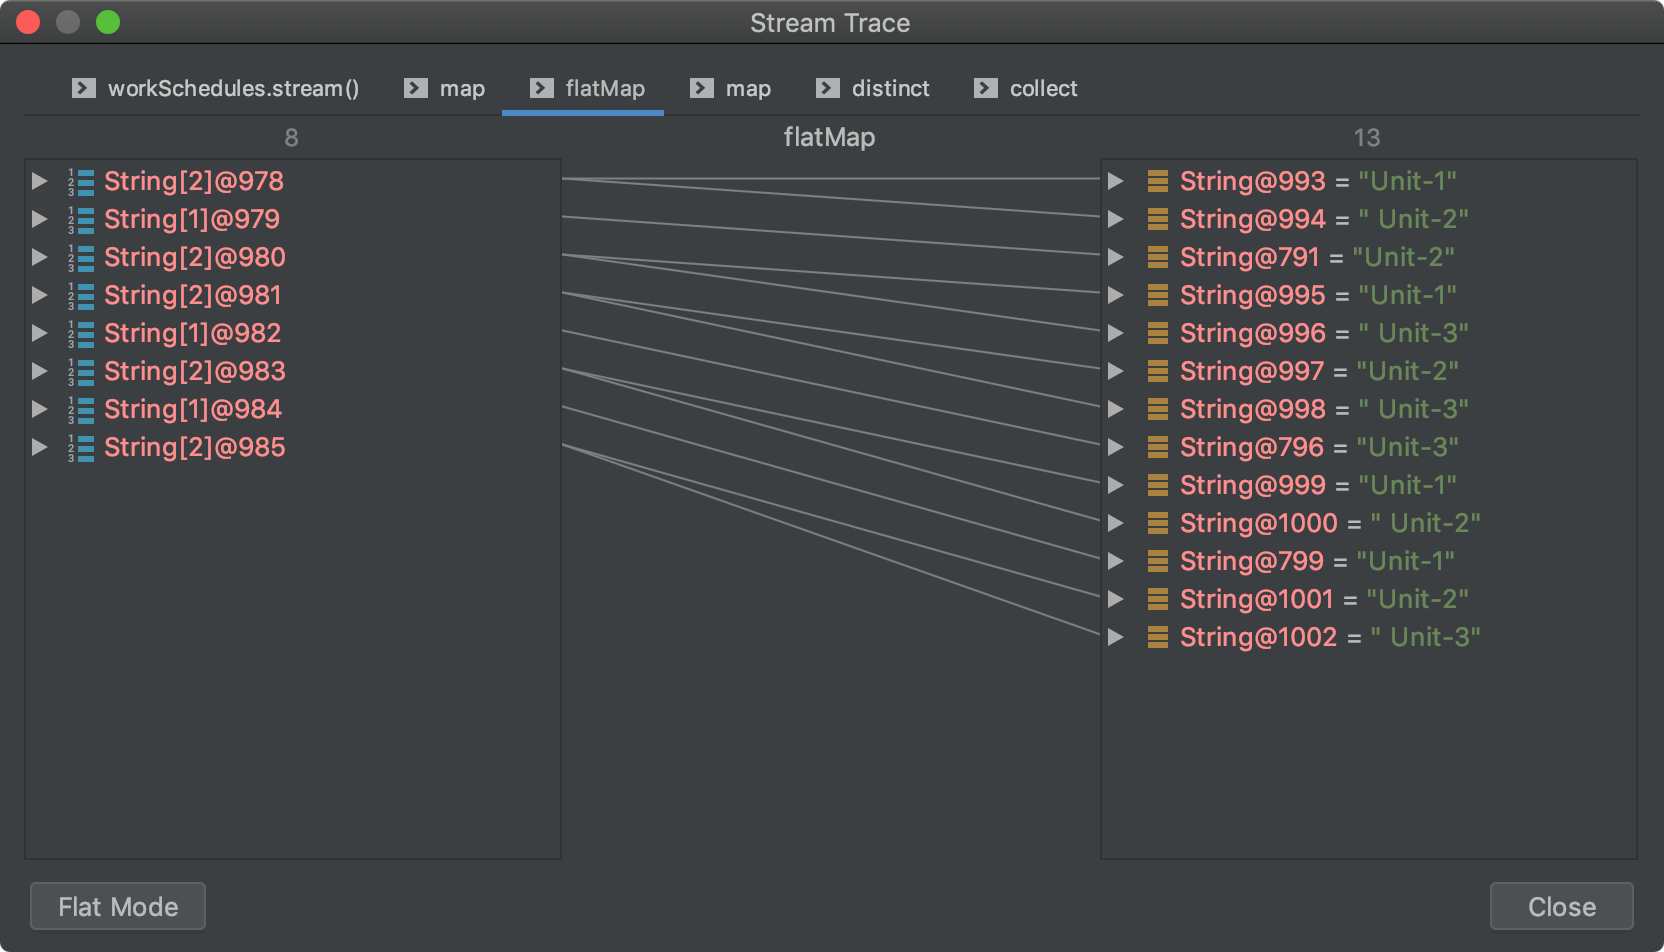 Stream Trace
workSchedules.stream() map flatMap map distinct collect
8 flatMap 13
String[2]@978
String[1]@979
String[2]@980
String[2]@981
String[1]@982
String[2]@983
String[1]@984
String[2]@985
String@993 = "Unit-1"
String@994 = " Unit-2"
String@791 = "Unit-2"
String@995 = "Unit-1"
String@996 = " Unit-3"
String@997 = "Unit-2"
String@998 = " Unit-3"
String@796 = "Unit-3"
String@999 = "Unit-1"
String@1000 = " Unit-2"
String@799 = "Unit-1"
String@1001 = "Unit-2"
String@1002 = " Unit-3"
Flat Mode Close